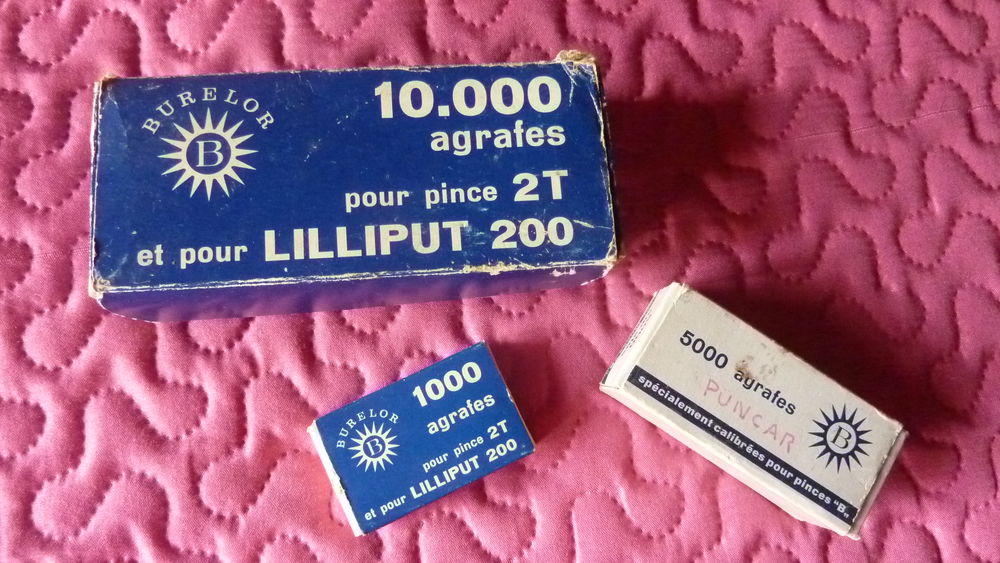 BURELOR
B
10.000
agrafes
pour pince 2T
et pour LILLIPUT 200
BURELOR
B
1000
agrafes
pour pince 2T
et pour LILLIPUT 200
5000 agrafes
PUNCAR
spécialement calibrées pour pinces "B„
B